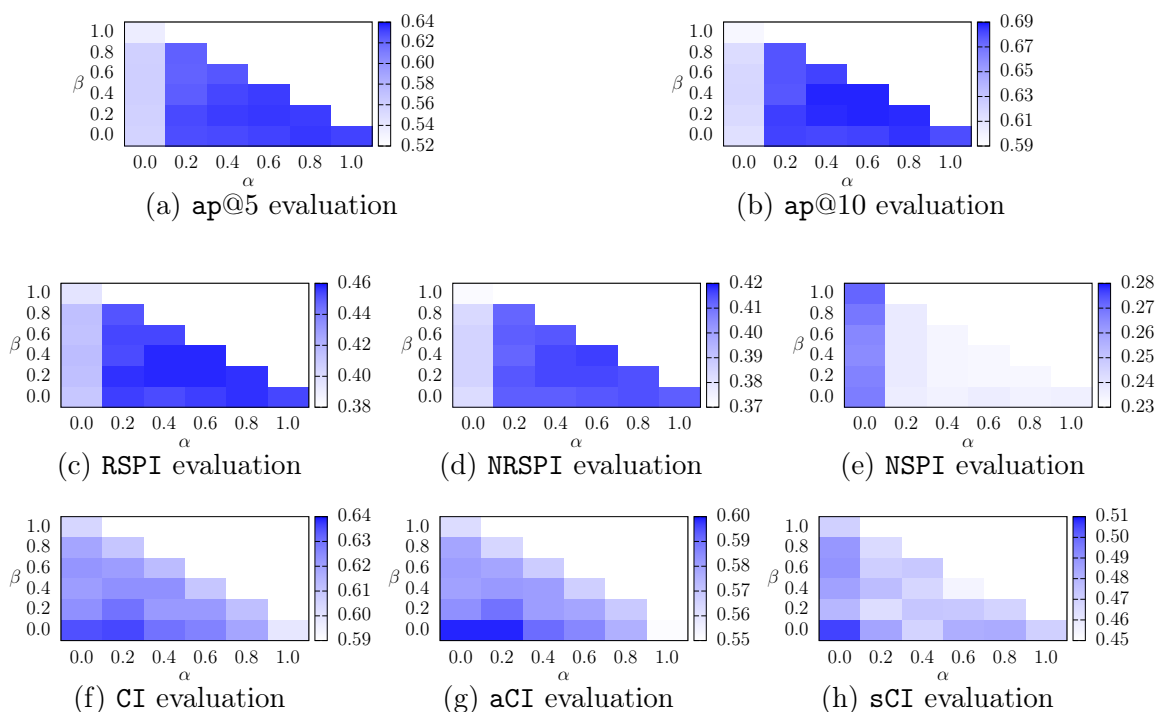 1.0 0.8 0.6 0.4 0.2 0.0
β
0.0 0.2 0.4 0.6 0.8 1.0
α
0.64 0.62 0.60 0.58 0.56 0.54 0.52
(a) ap@5 evaluation
1.0 0.8 0.6 0.4 0.2 0.0
β
0.0 0.2 0.4 0.6 0.8 1.0
α
0.69 0.67 0.65 0.63 0.61 0.59
(b) ap@10 evaluation
1.0 0.8 0.6 0.4 0.2 0.0
β
0.0 0.2 0.4 0.6 0.8 1.0
α
0.46 0.44 0.42 0.40 0.38
(c) RSPI evaluation
1.0 0.8 0.6 0.4 0.2 0.0
β
0.0 0.2 0.4 0.6 0.8 1.0
α
0.42 0.41 0.40 0.39 0.38 0.37
(d) NRSPI evaluation
1.0 0.8 0.6 0.4 0.2 0.0
β
0.0 0.2 0.4 0.6 0.8 1.0
α
0.28 0.27 0.26 0.25 0.24 0.23
(e) NSPI evaluation
1.0 0.8 0.6 0.4 0.2 0.0
β
0.0 0.2 0.4 0.6 0.8 1.0
α
0.64 0.63 0.62 0.61 0.60 0.59
(f) CI evaluation
1.0 0.8 0.6 0.4 0.2 0.0
β
0.0 0.2 0.4 0.6 0.8 1.0
α
0.60 0.59 0.58 0.57 0.56 0.55
(g) aCI evaluation
1.0 0.8 0.6 0.4 0.2 0.0
β
0.0 0.2 0.4 0.6 0.8 1.0
α
0.51 0.50 0.49 0.48 0.47 0.46 0.45
(h) sCI evaluation